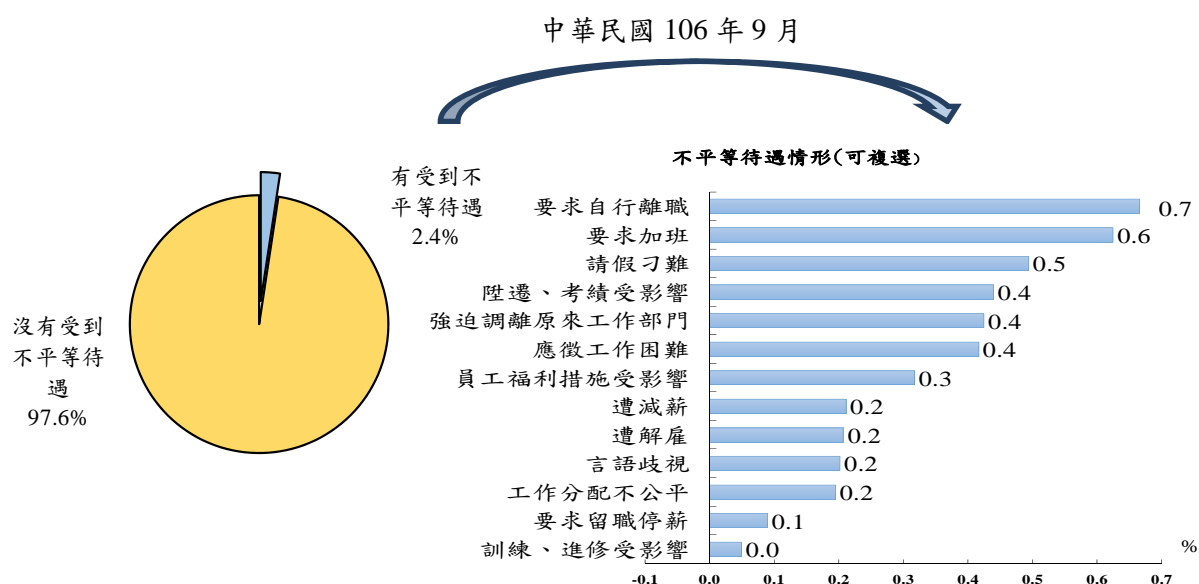 中華民國 106 年 9 月
有受到不
平等待遇
2.4%
沒有受到
不平等待
遇
97.6%
不平等待遇情形(可複選)
要求自行離職 0.7
要求加班 0.6
請假刁難 0.5
陞遷、考績受影響 0.4
強迫調離原來工作部門 0.4
應徵工作困難 0.4
員工福利措施受影響 0.3
遭減薪 0.2
遭解雇 0.2
言語歧視 0.2
工作分配不公平 0.2
要求留職停薪 0.1
訓練、進修受影響 0.0
%
-0.1 0.0 0.1 0.2 0.3 0.4 0.5 0.6 0.7